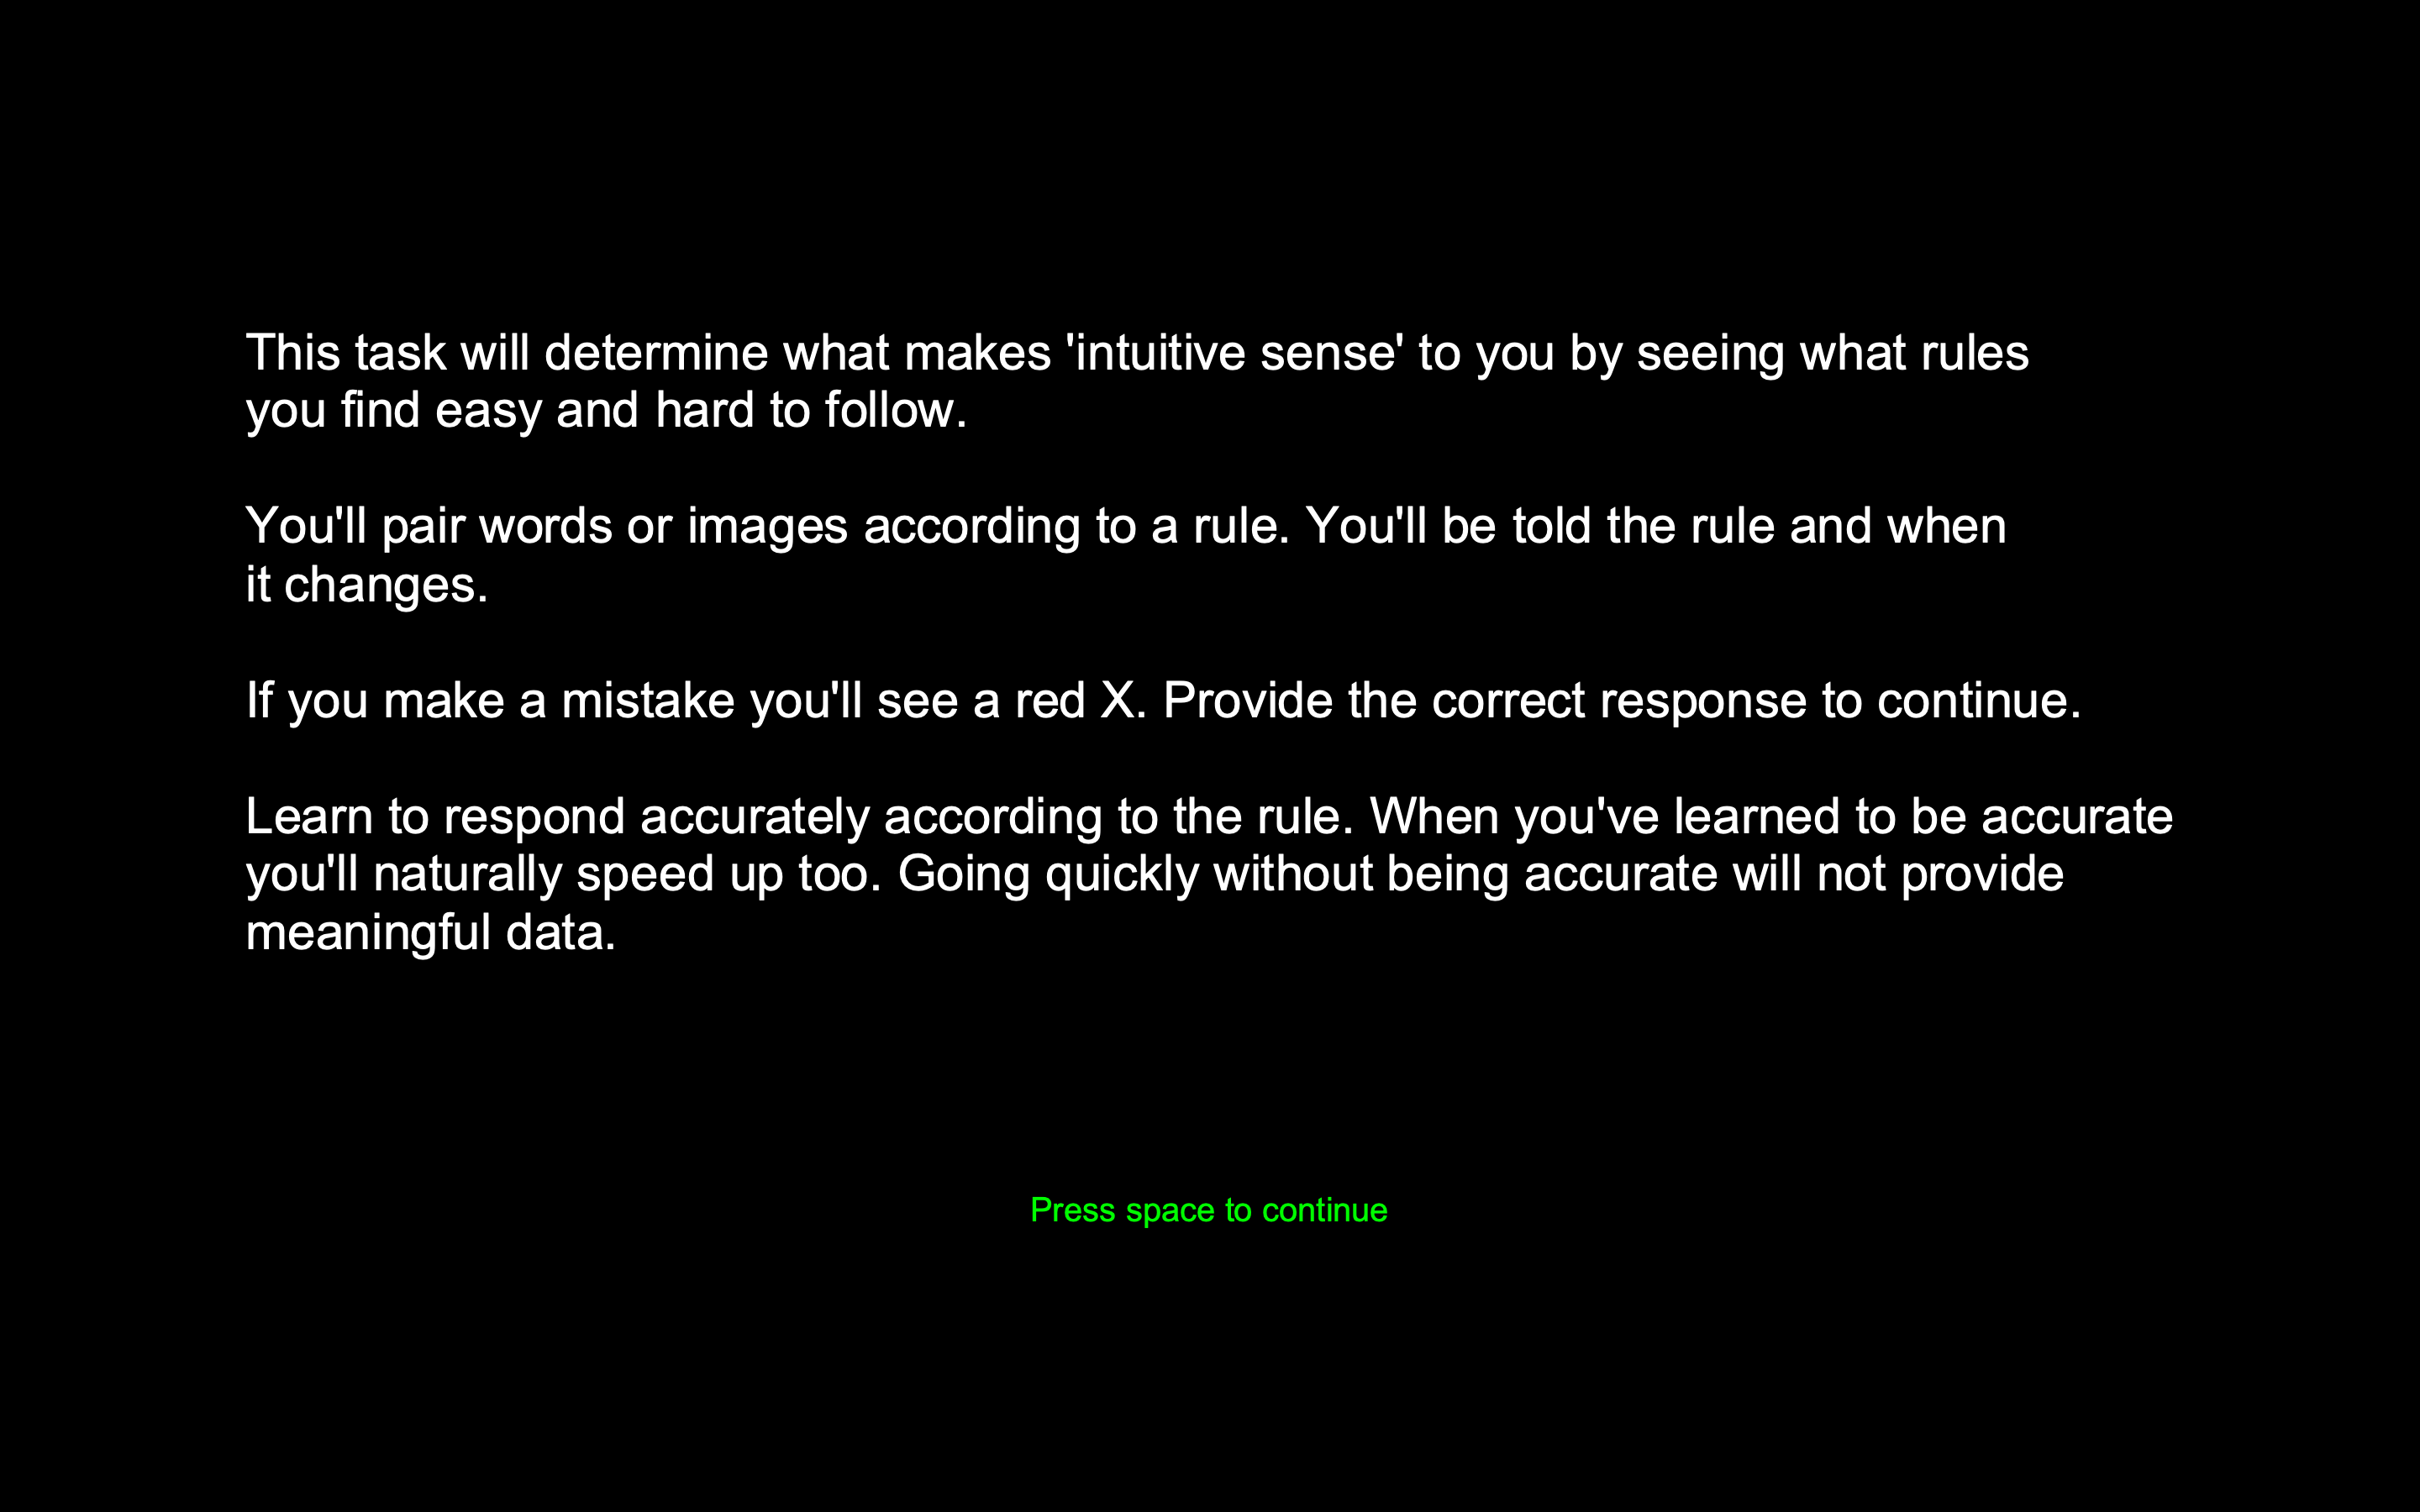 This task will determine what makes 'intuitive sense' to you by seeing what rules
you find easy and hard to follow.
You'll pair words or images according to a rule. You'll be told the rule and when
it changes.
If you make a mistake you'll see a red X. Provide the correct response to continue.
Learn to respond accurately according to the rule. When you've learned to be accurate
you'll naturally speed up too. Going quickly without being accurate will not provide
meaningful data.
Press space to continue